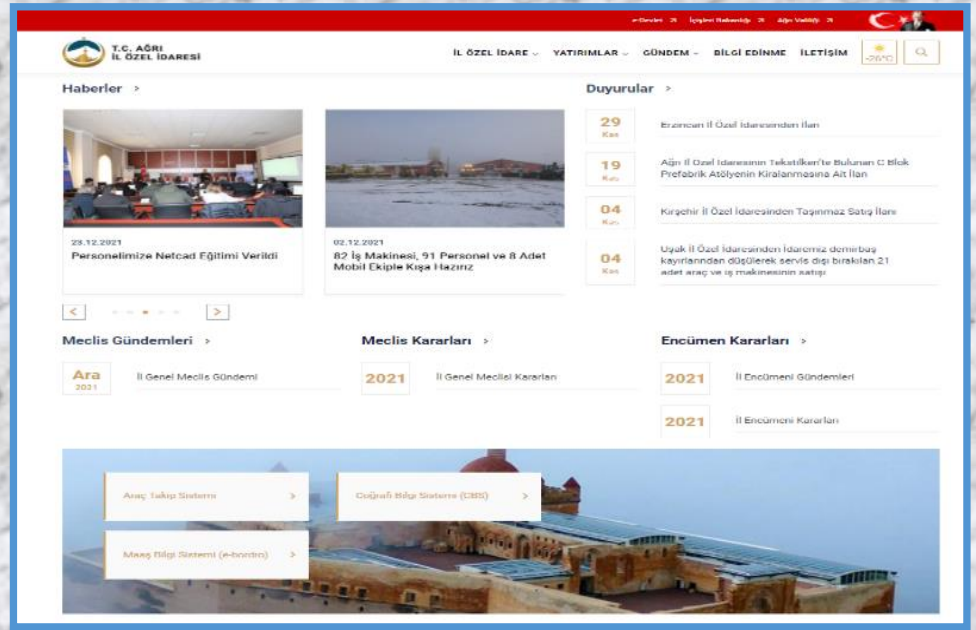 e-Devlet
İçişleri Bakanlığı
Ağrı Valiliği
T.C. AĞRI
İL ÖZEL İDARESİ
İL ÖZEL İDARE
YATIRIMLAR
GÜNDEM
BİLGİ EDİNME
İLETİŞİM
-26°C
Haberler >
28.12.2021
Personelimize Netcad Eğitimi Verildi
02.12.2021
82 İş Makinesi, 91 Personel ve 8 Adet
Mobil Ekiple Kışa Hazırız
Duyurular >
29
Kas
Erzincan İl Özel İdaresinden İlan
19
Kas
Ağrı İl Özel İdaresinin Tekstilken'te Bulunan C Blok
Prefabrik Atölyenin Kiralanmasına Ait İlan
04
Kas
Kırşehir İl Özel İdaresinden Taşınmaz Satış İlanı
04
Kas
Uşak İl Özel İdaresinden İdaremiz demirbaş
kayırlarından düşülerek servis dışı bırakılan 21
adet araç ve iş makinesinin satışı
Meclis Gündemleri >
Ara
2021
İl Genel Meclis Gündemi
Meclis Kararları >
2021
İl Genel Meclisi Kararları
Encümen Kararları >
2021
İl Encümeni Gündemleri
2021
İl Encümeni Kararları
Araç Takip Sistemi >
Coğrafi Bilgi Sistemi (CBS) >
Maaş Bilgi Sistemi (e-bordro) >